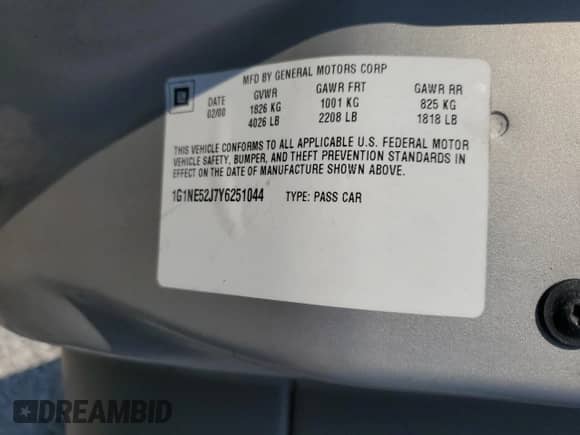 MFD BY GENERAL MOTORS CORP
GM
DATE GVWR GAWR FRT GAWR RR
02/00 1826 KG 1001 KG 825 KG
4026 LB 2208 LB 1818 LB
THIS VEHICLE CONFORMS TO ALL APPLICABLE U.S. FEDERAL MOTOR
VEHICLE SAFETY, BUMPER, AND THEFT PREVENTION STANDARDS IN
EFFECT ON THE DATE OF MANUFACTURE SHOWN ABOVE.
1G1NE52J7Y6251044 TYPE: PASS CAR
DREAMBID